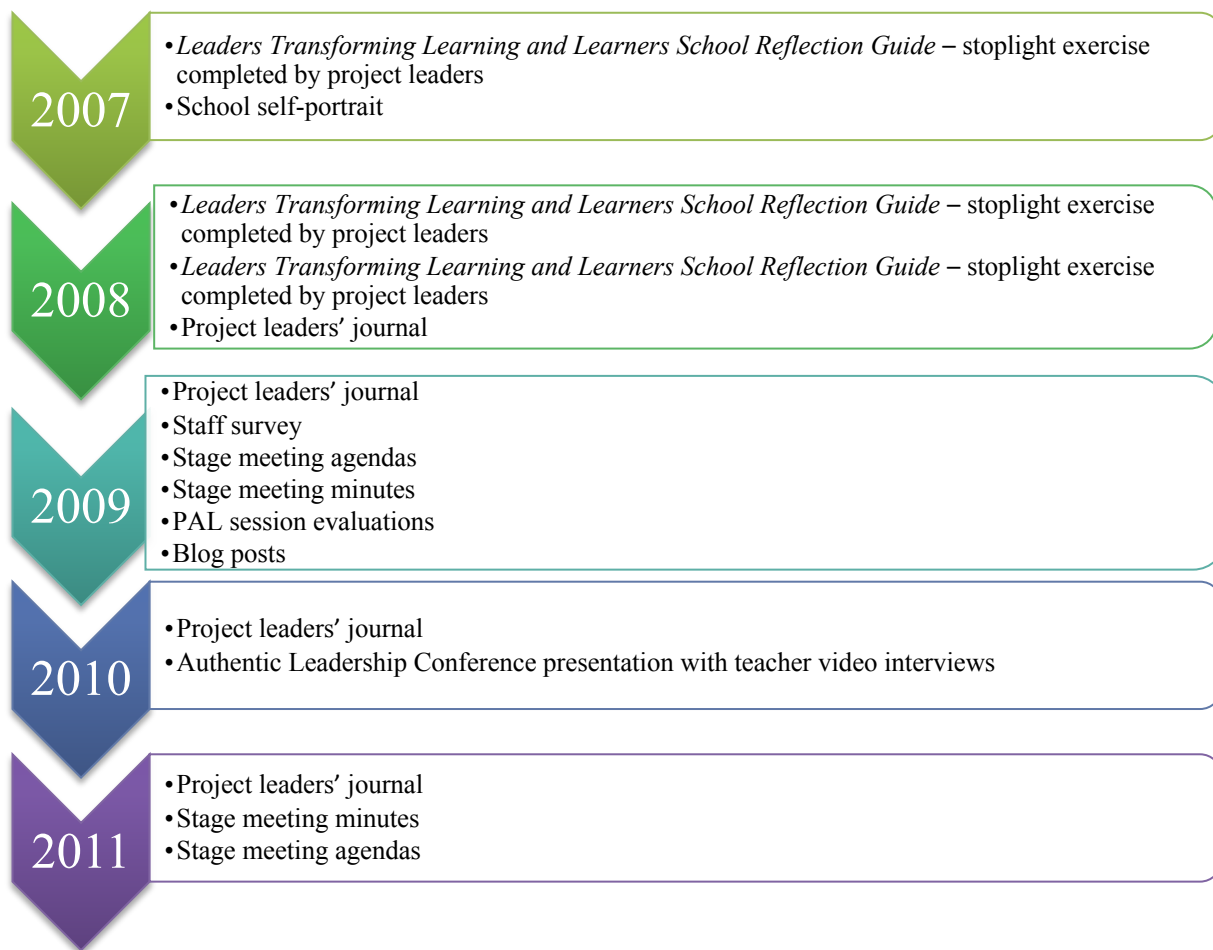 2007
•Leaders Transforming Learning and Learners School Reflection Guide – stoplight exercise
completed by project leaders
•School self-portrait
2008
•Leaders Transforming Learning and Learners School Reflection Guide – stoplight exercise
completed by project leaders
•Leaders Transforming Learning and Learners School Reflection Guide – stoplight exercise
completed by project leaders
•Project leaders’ journal
2009
•Project leaders’ journal
•Staff survey
•Stage meeting agendas
•Stage meeting minutes
•PAL session evaluations
•Blog posts
2010
•Project leaders’ journal
•Authentic Leadership Conference presentation with teacher video interviews
2011
•Project leaders’ journal
•Stage meeting minutes
•Stage meeting agendas